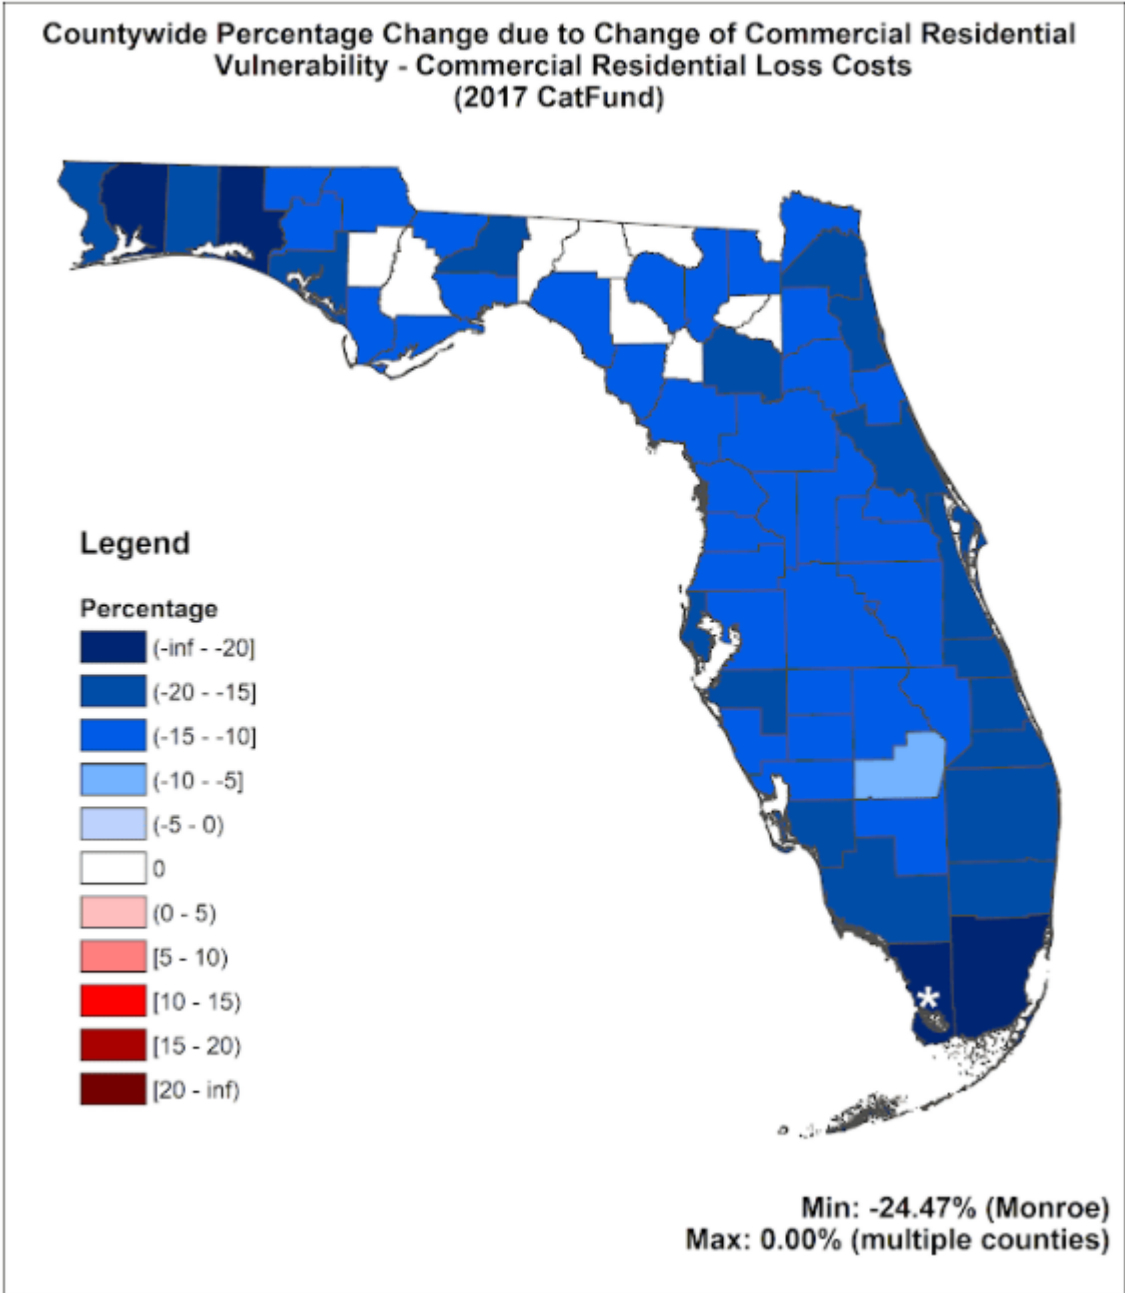 Countywide Percentage Change due to Change of Commercial Residential
Vulnerability - Commercial Residential Loss Costs
(2017 CatFund)
Legend
Percentage
(-inf - -20]
(-20 - -15]
(-15 - -10]
(-10 - -5]
(-5 - 0)
0
(0 - 5)
[5 - 10)
[10 - 15)
[15 - 20)
[20 - inf)
*
Min: -24.47% (Monroe)
Max: 0.00% (multiple counties)